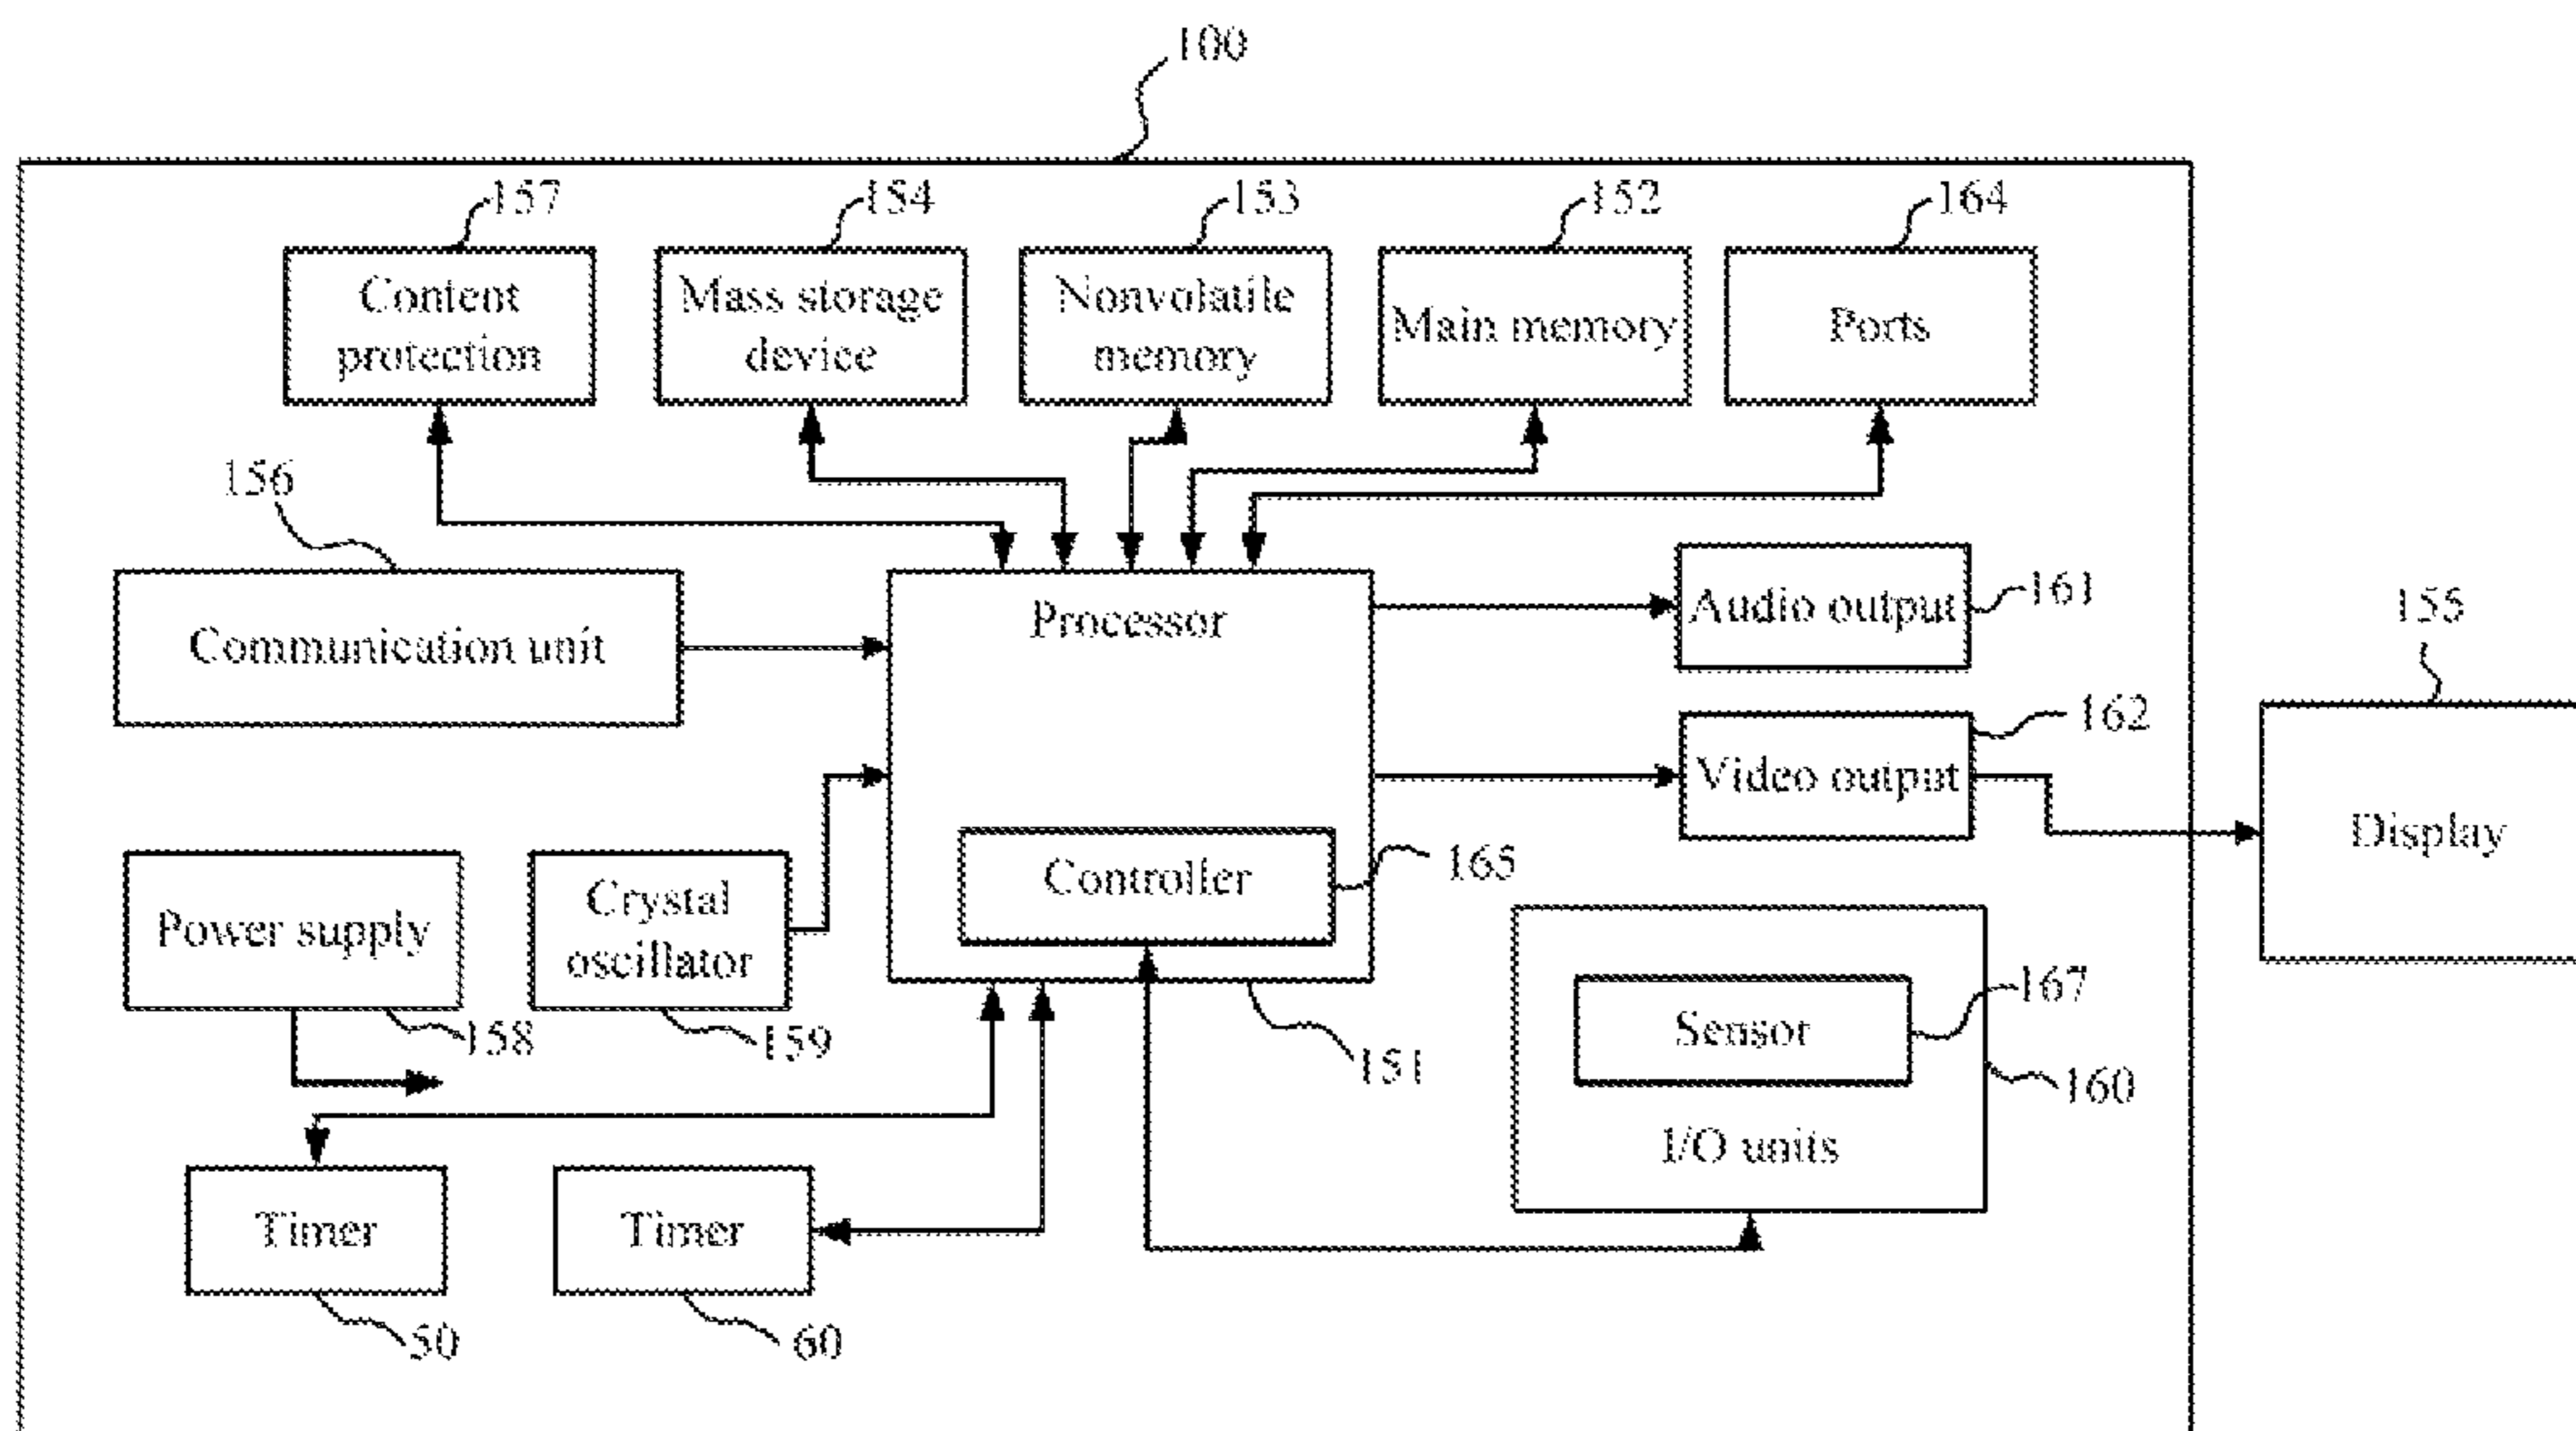 100
157
154
153
152
164
Content
protection
Mass storage
device
Nonvolatile
memory
Main memory
Ports
156
Communication unit
Processor
Audio output
161
155
162
Video output
Display
Controller
165
Power supply
Crystal
oscillator
158
159
151
Sensor
167
160
I/O units
Timer
Timer
50
60